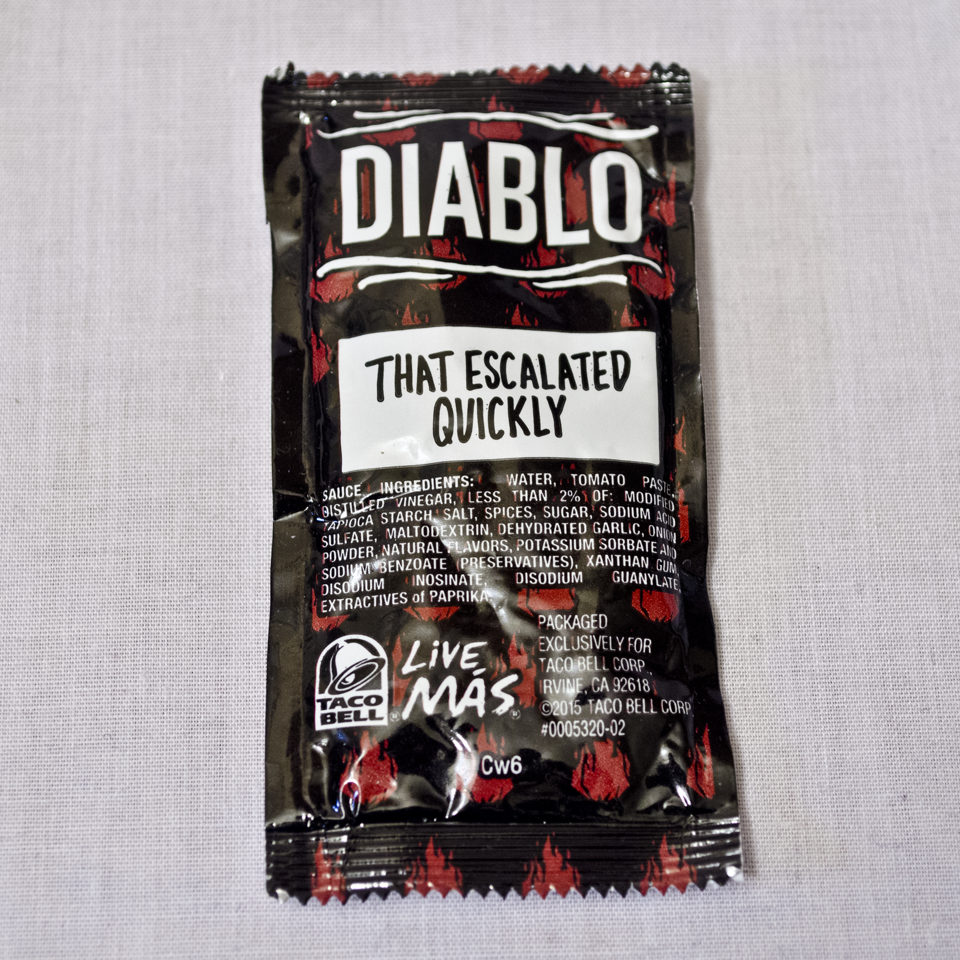 DIABLO
THAT ESCALATED
QUICKLY
SAUCE INGREDIENTS: WATER, TOMATO PASTE,
DISTILLED VINEGAR, LESS THAN 2% OF: MODIFIED
TAPIOCA STARCH, SALT, SPICES, SUGAR, SODIUM ACID
SULFATE, MALTODEXTRIN, DEHYDRATED GARLIC, ONION
POWDER, NATURAL FLAVORS, POTASSIUM SORBATE AND
SODIUM BENZOATE (PRESERVATIVES), XANTHAN GUM,
DISODIUM INOSINATE, DISODIUM GUANYLATE,
EXTRACTIVES of PAPRIKA.
PACKAGED
EXCLUSIVELY FOR
TACO BELL CORP.,
IRVINE, CA 92618
©2015 TACO BELL CORP.
#0005320-02
LIVE
MÁS®
TACO
BELL®
Cw6